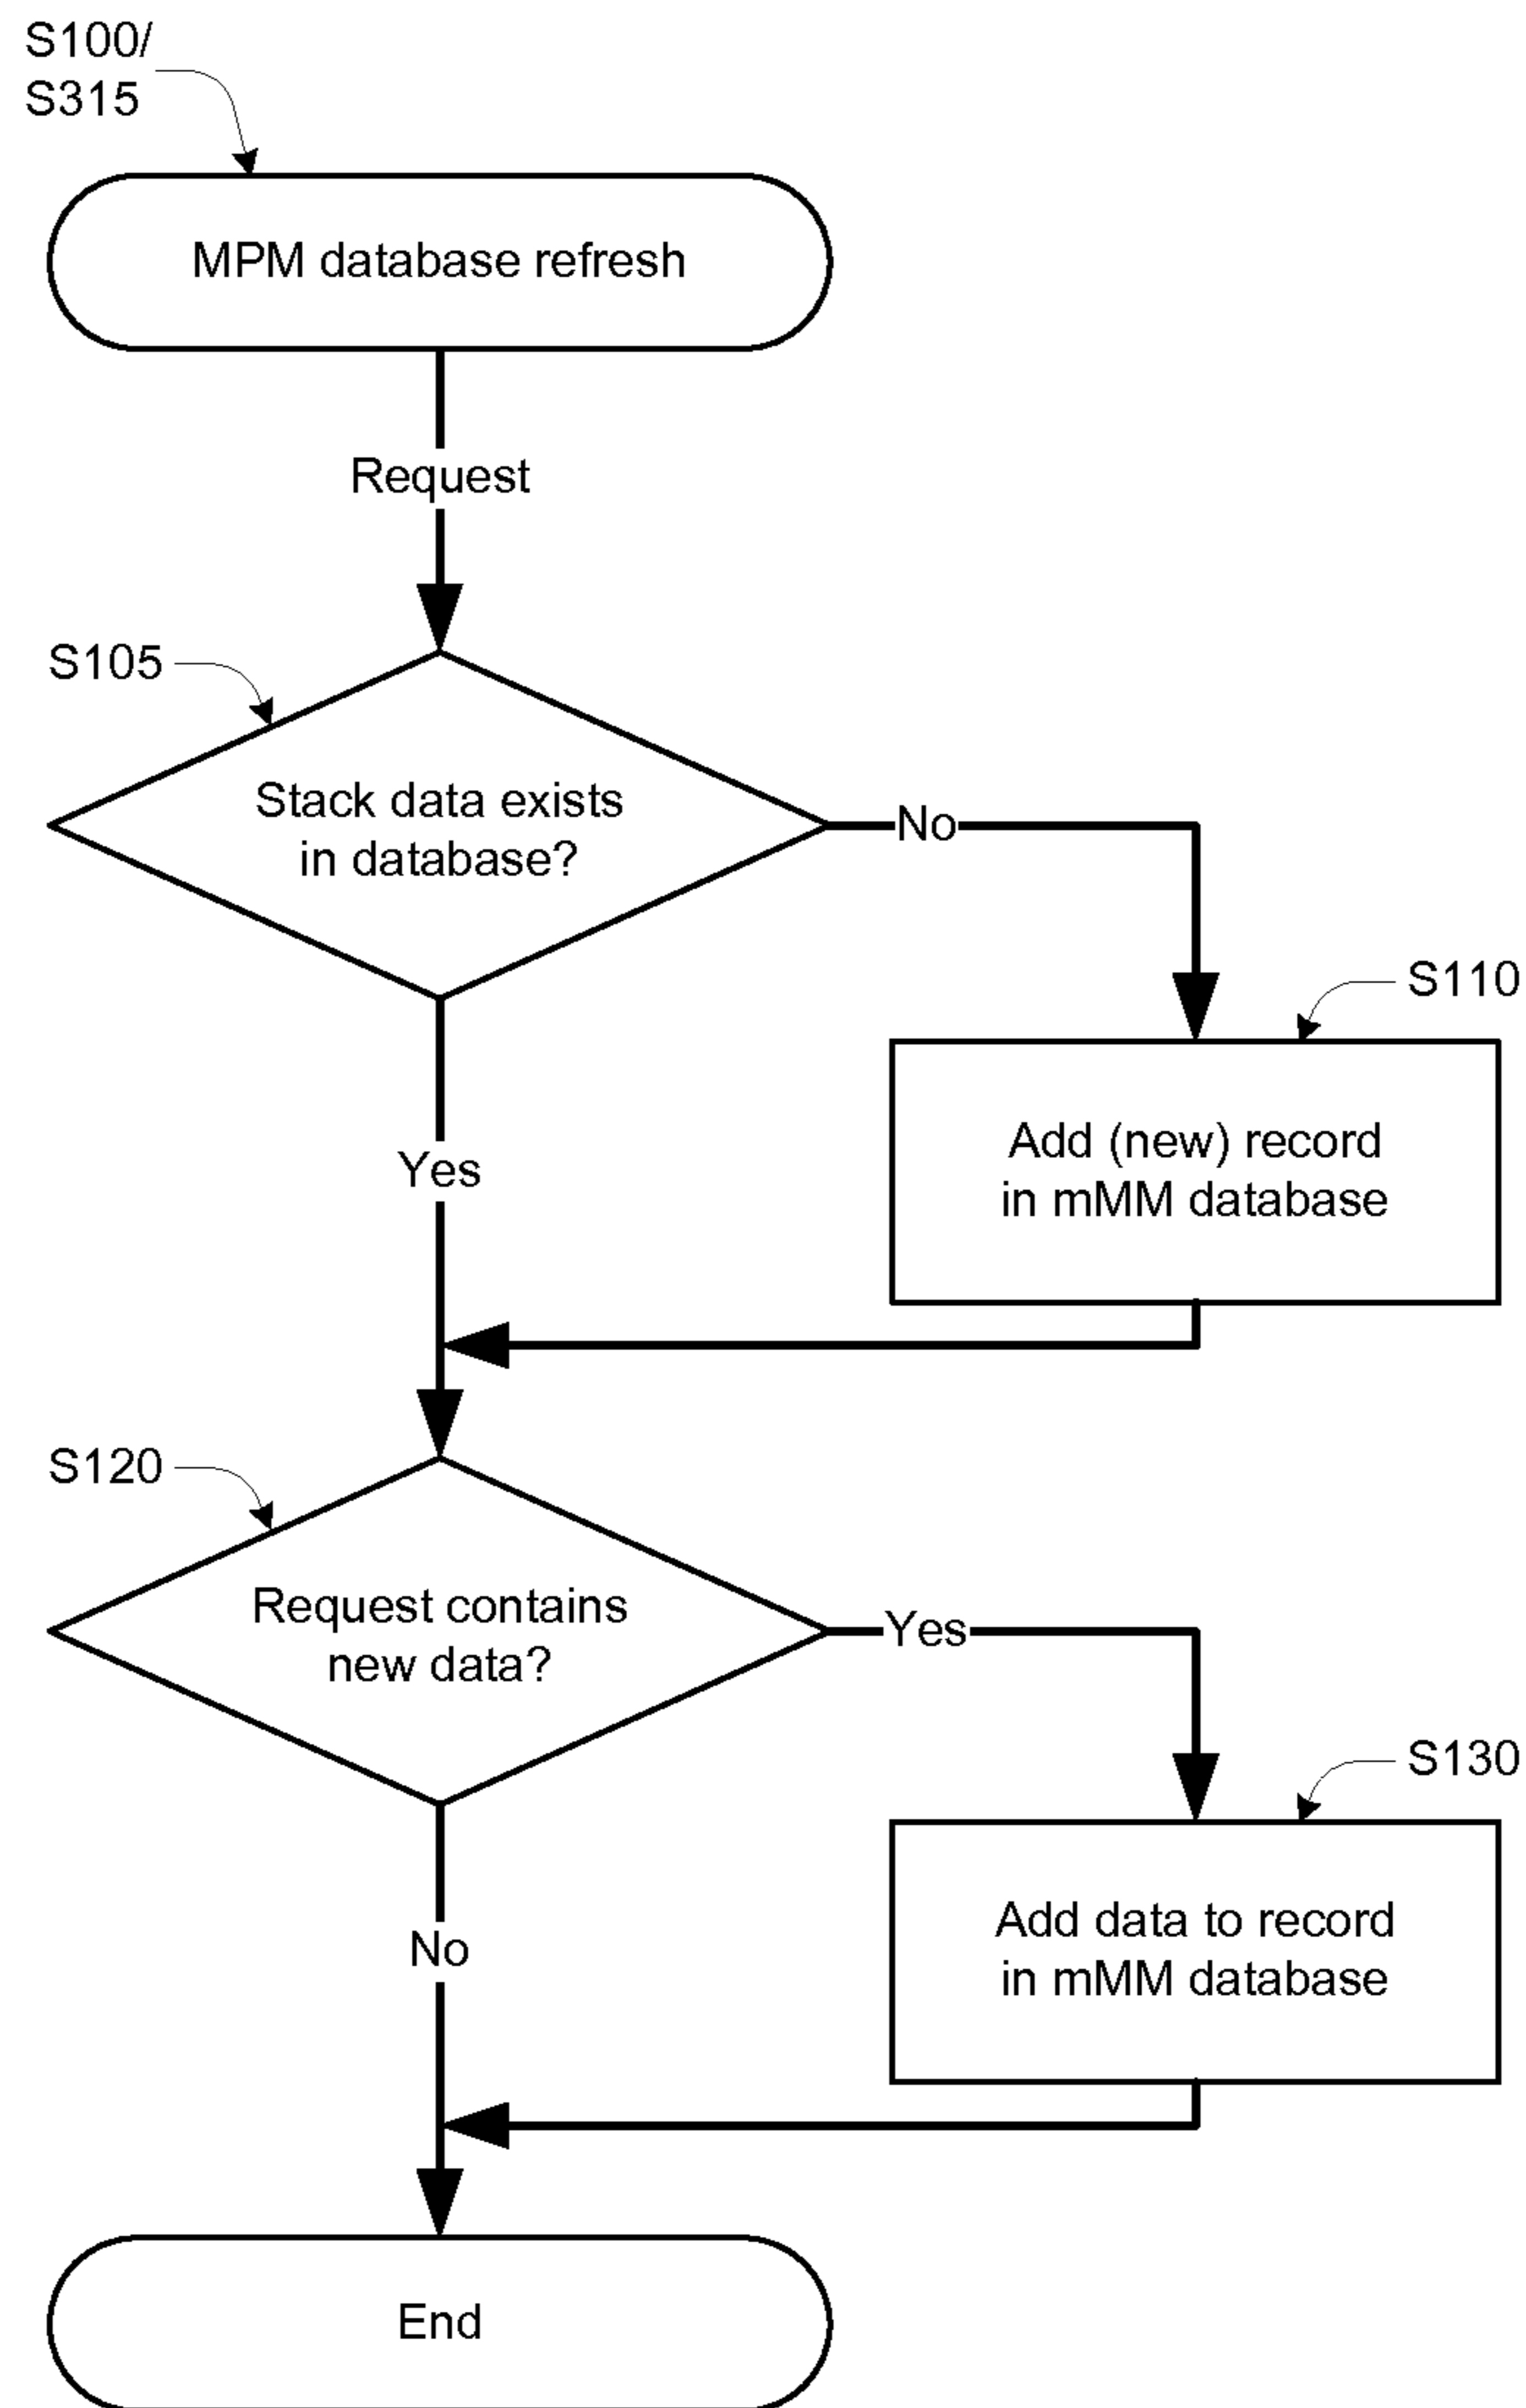 S100/
S315
MPM database refresh
Request
S105
Stack data exists
in database?
No
S110
Add (new) record
in mMM database
Yes
S120
Request contains
new data?
Yes
S130
Add data to record
in mMM database
No
End